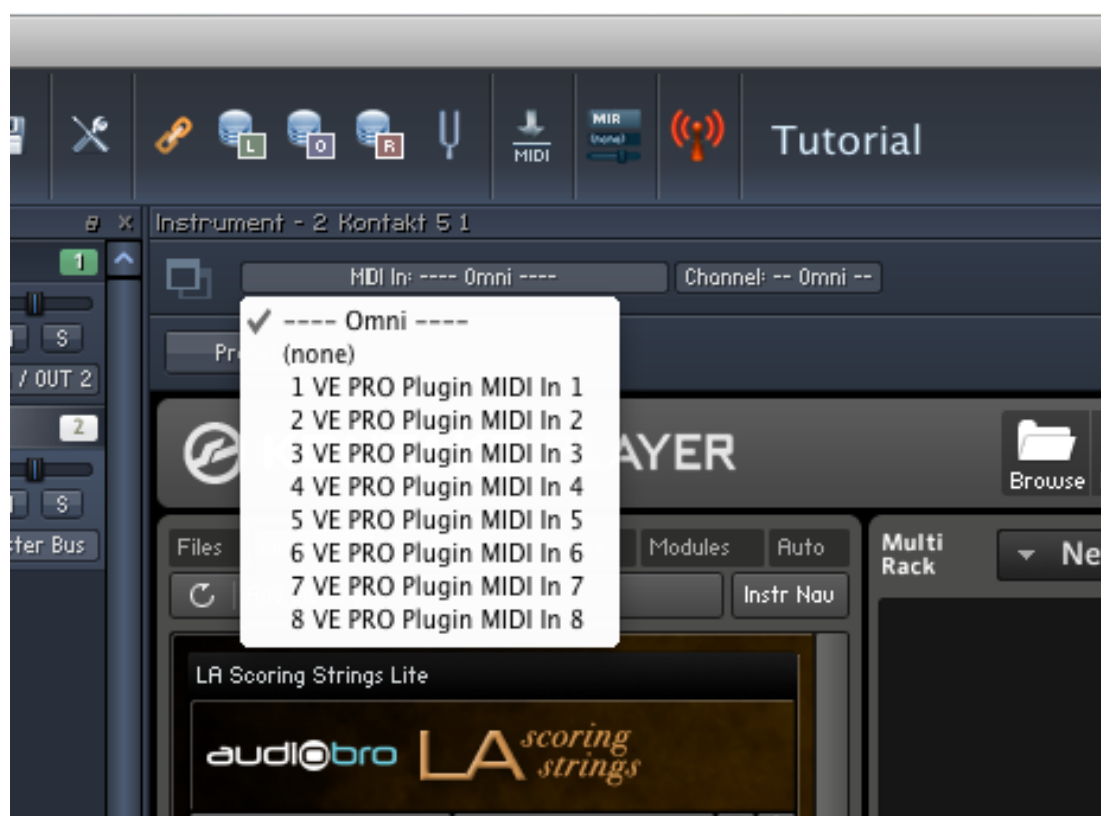 L
O
R
MIDI
MIR
(none)
Tutorial
Instrument - 2 Kontakt 5 1
1
MIDI In: ---- Omni ----
Channel: -- Omni --
✓ ---- Omni ----
(none)
1 VE PRO Plugin MIDI In 1
2 VE PRO Plugin MIDI In 2
3 VE PRO Plugin MIDI In 3
4 VE PRO Plugin MIDI In 4
5 VE PRO Plugin MIDI In 5
6 VE PRO Plugin MIDI In 6
7 VE PRO Plugin MIDI In 7
8 VE PRO Plugin MIDI In 8
S
/ OUT 2
2
S
Bus
K
AYER
Browse
Files
Modules
Auto
Multi
Rack
Ne
Instr Nav
LA Scoring Strings Lite
audiobro LA scoring
strings